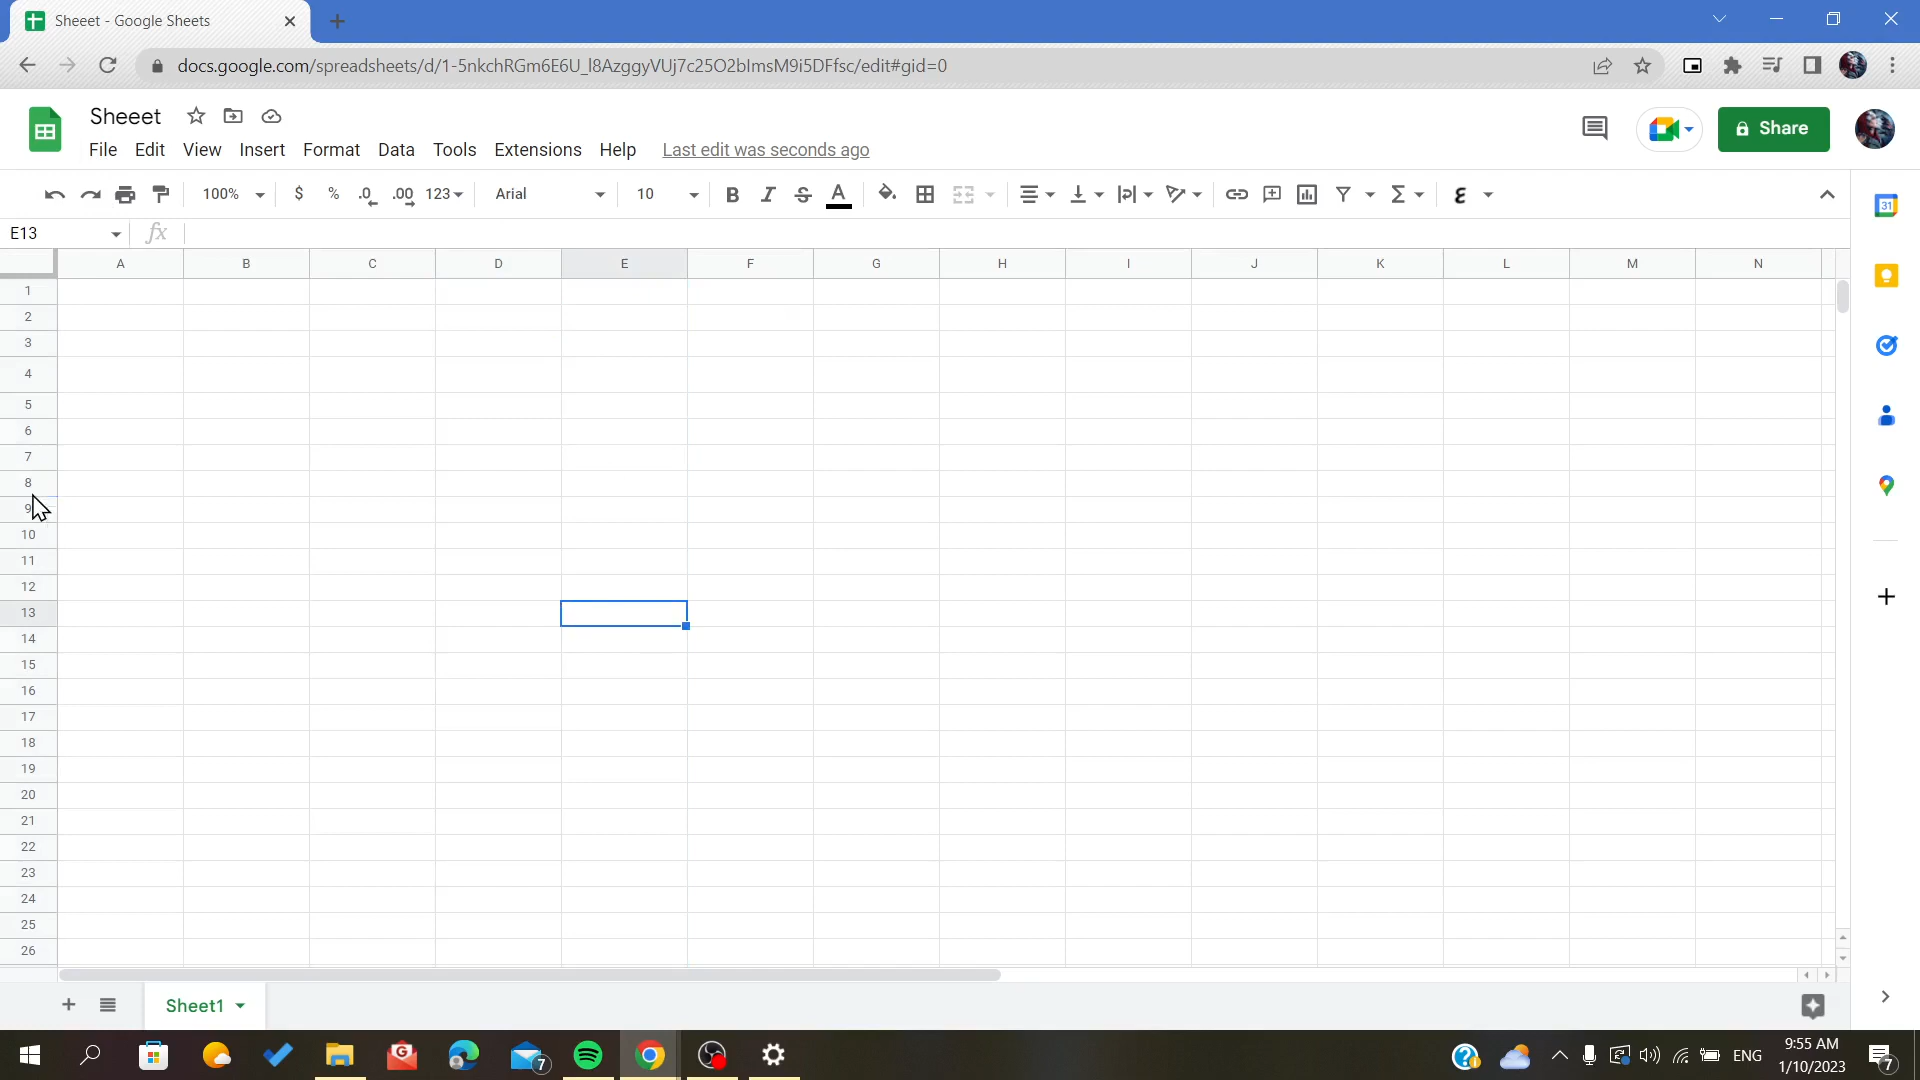 Sheeet - Google Sheets
docs.google.com/spreadsheets/d/1-5nkchRGm6E6U_l8AzggyVUj7c25O2bImsM9i5DFfsc/edit#gid=0
Sheeet
File Edit View Insert Format Data Tools Extensions Help Last edit was seconds ago
Share
100% $ % .0 .00 123 Arial 10 B I S A
31
E13 fx
A B C D E F G H I J K L M N
1
2
3
4
5
6
7
8
9
10
11
12
13
14
15
16
17
18
19
20
21
22
23
24
25
26
Sheet1
7
ENG
9:55 AM
1/10/2023
7